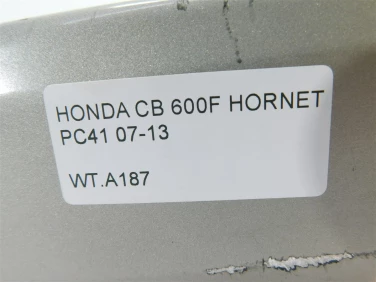 HONDA CB 600F HORNET
PC41 07-13
WT.A187